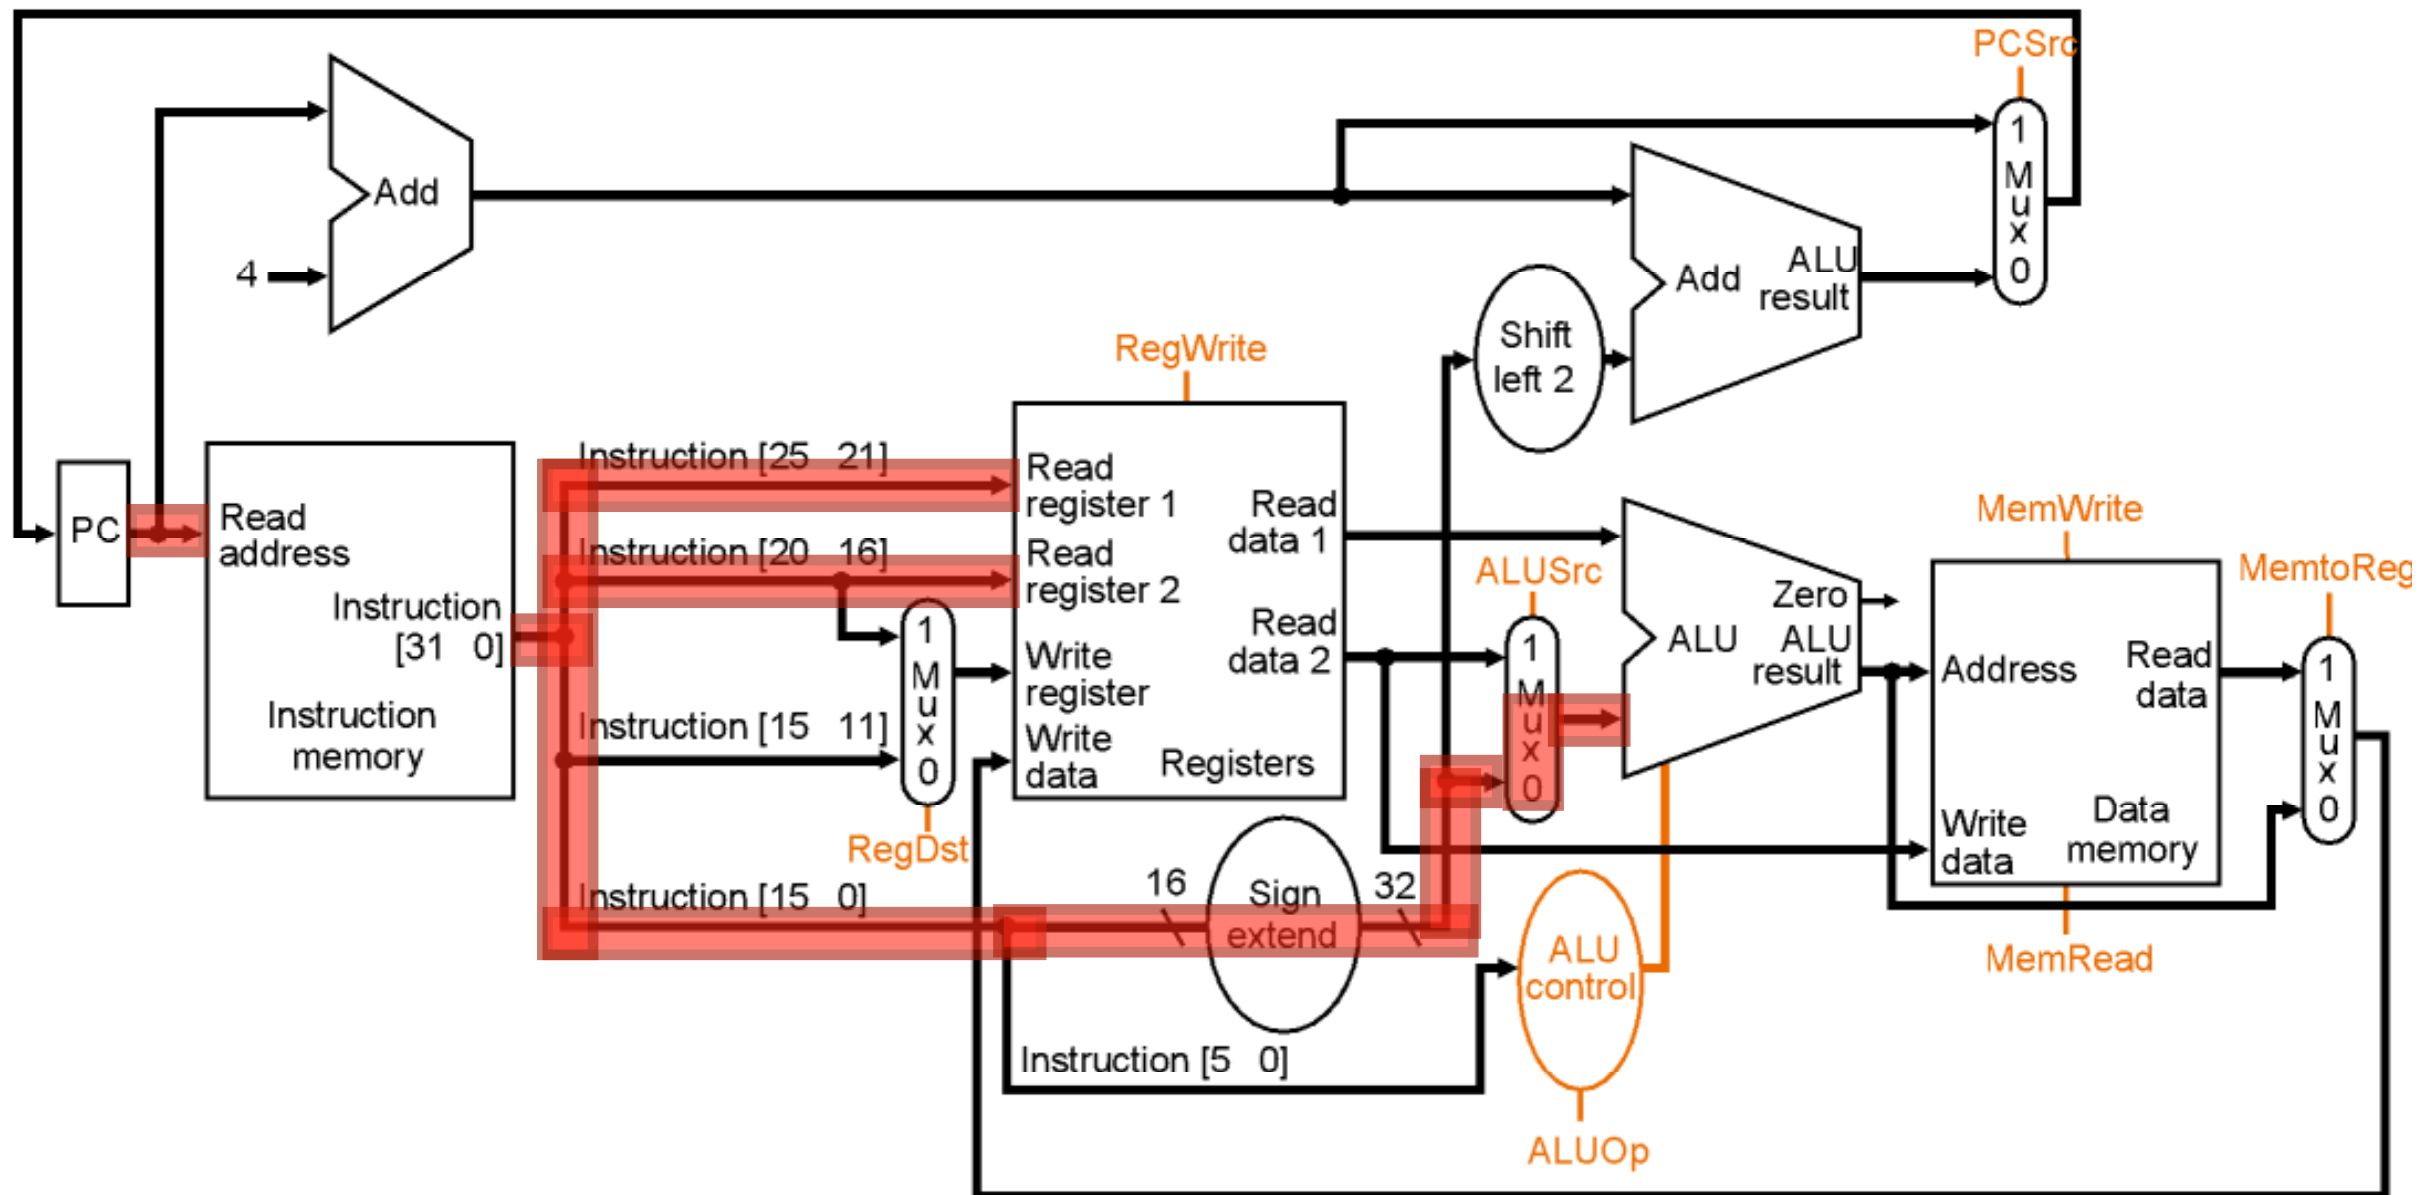 PCSrc
1
M
u
x
0
Add
4
Add
ALU
result
Shift
left 2
RegWrite
PC
Read
address
Instruction
[31 0]
Instruction
memory
Instruction [25 21]
Instruction [20 16]
Instruction [15 11]
Instruction [15 0]
1
M
u
x
0
RegDst
Read
register 1
Read
register 2
Write
register
Write
data
Read
data 1
Read
data 2
Registers
16
Sign
extend
32
Instruction [5 0]
ALUSrc
1
M
u
x
0
Zero
ALU
ALU
result
ALU
control
ALUOp
MemWrite
Address
Read
data
Write
data
Data
memory
MemRead
MemtoReg
1
M
u
x
0